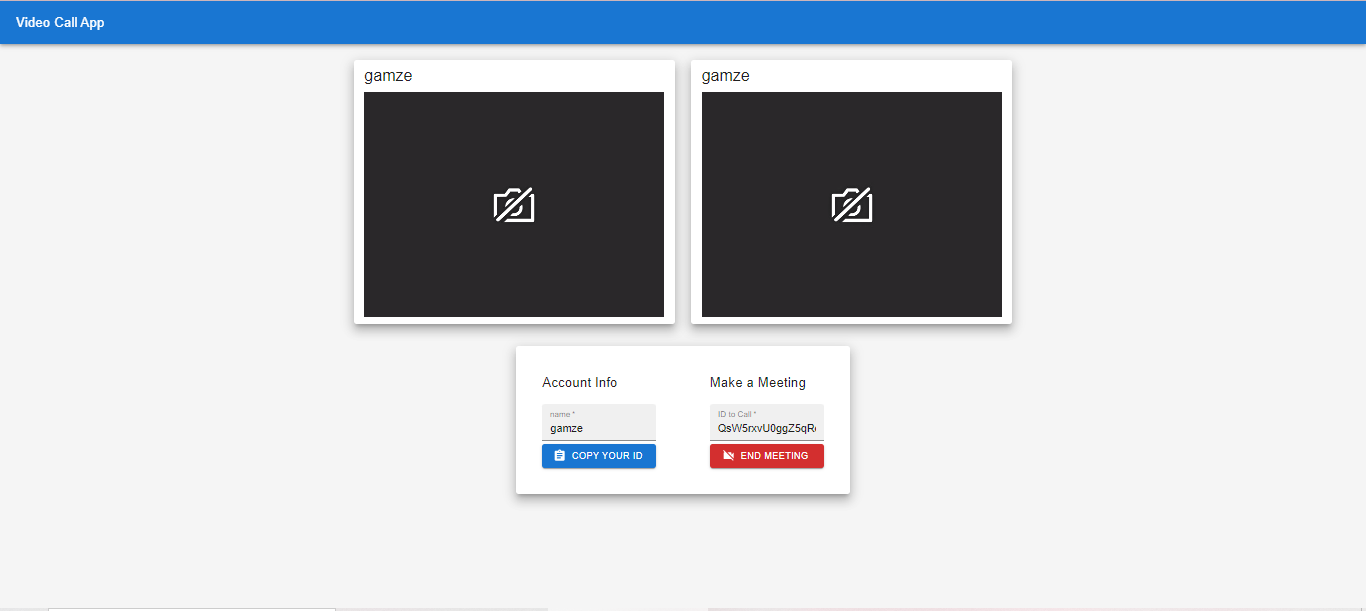 Video Call App
gamze
gamze
Account Info
name *
gamze
COPY YOUR ID
Make a Meeting
ID to Call *
QsW5rxvU0ggZ5qR
END MEETING